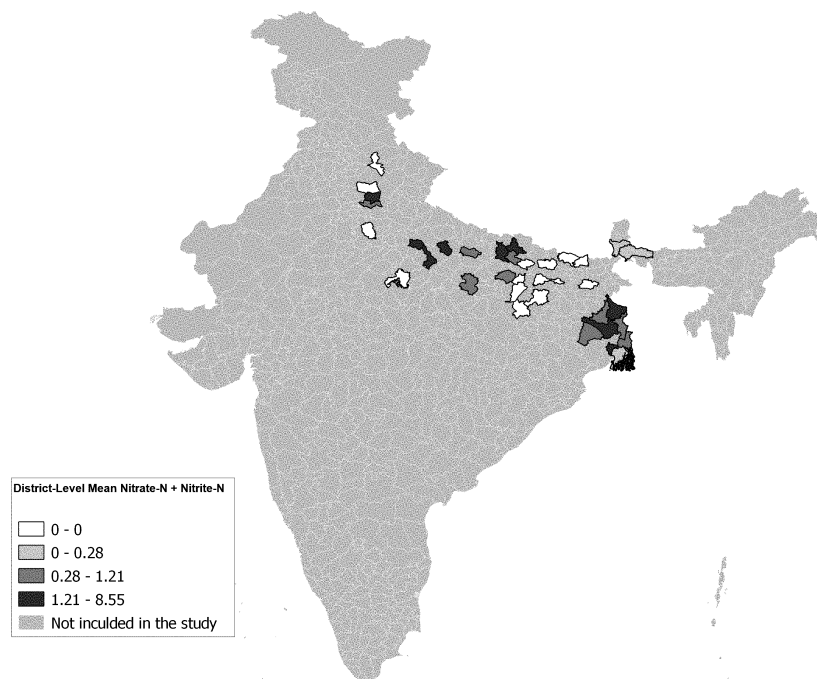 District-Level Mean Nitrate-N + Nitrite-N
0 - 0
0 - 0.28
0.28 - 1.21
1.21 - 8.55
Not inculded in the study